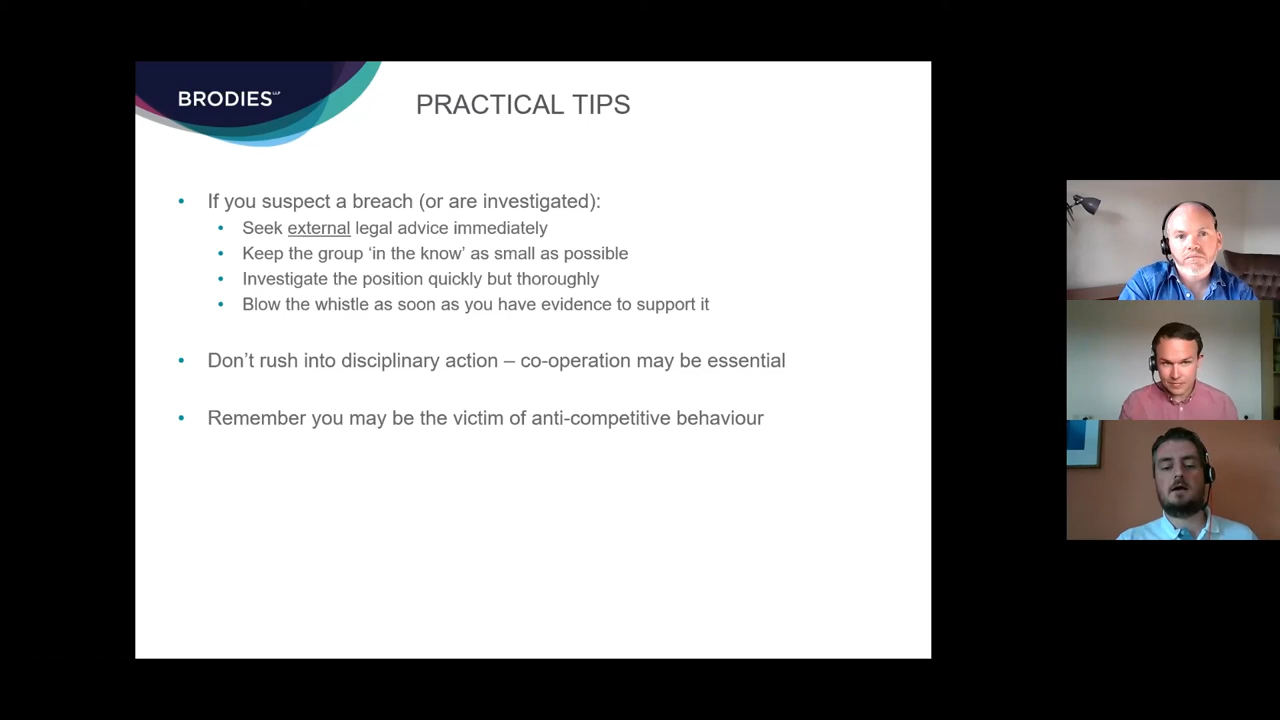 BRODIES LLP
PRACTICAL TIPS
• If you suspect a breach (or are investigated):
• Seek external legal advice immediately
• Keep the group ‘in the know’ as small as possible
• Investigate the position quickly but thoroughly
• Blow the whistle as soon as you have evidence to support it
• Don’t rush into disciplinary action – co-operation may be essential
• Remember you may be the victim of anti-competitive behaviour